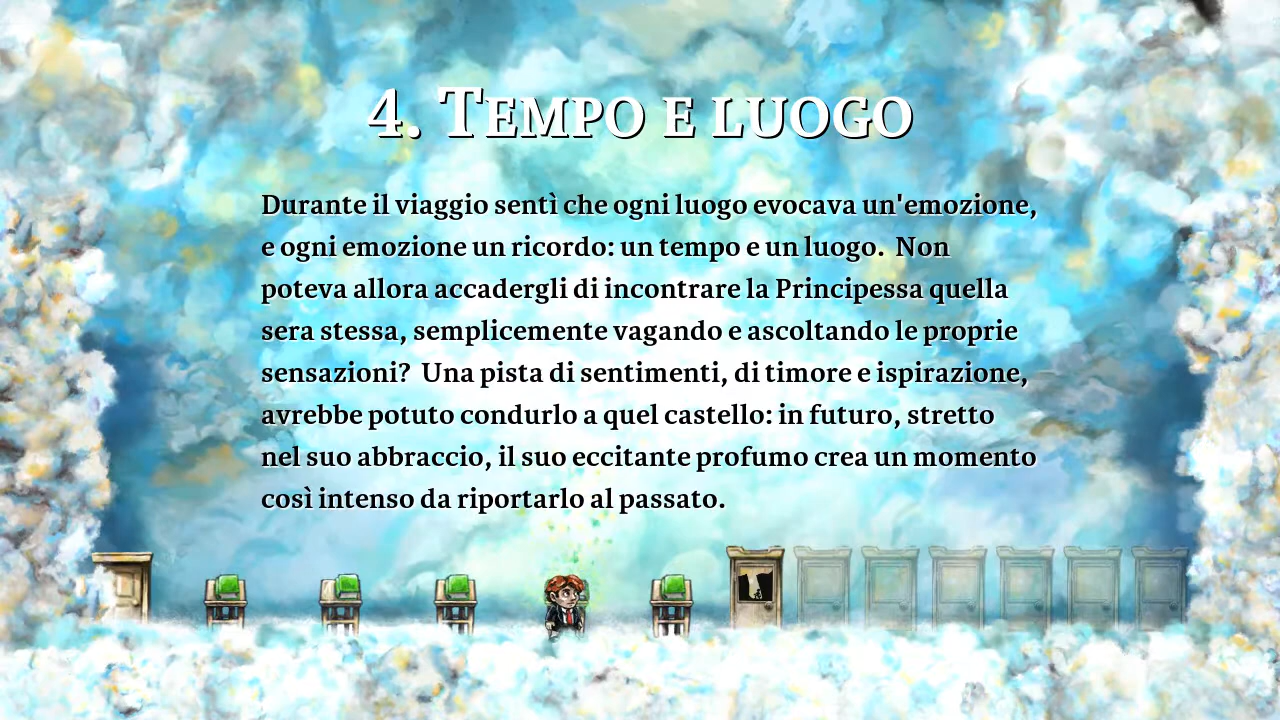 4. Tempo e luogo
Durante il viaggio sentì che ogni luogo evocava un'emozione,
e ogni emozione un ricordo: un tempo e un luogo.  Non
poteva allora accadergli di incontrare la Principessa quella
sera stessa, semplicemente vagando e ascoltando le proprie
sensazioni?  Una pista di sentimenti, di timore e ispirazione,
avrebbe potuto condurlo a quel castello: in futuro, stretto
nel suo abbraccio, il suo eccitante profumo crea un momento
così intenso da riportarlo al passato.